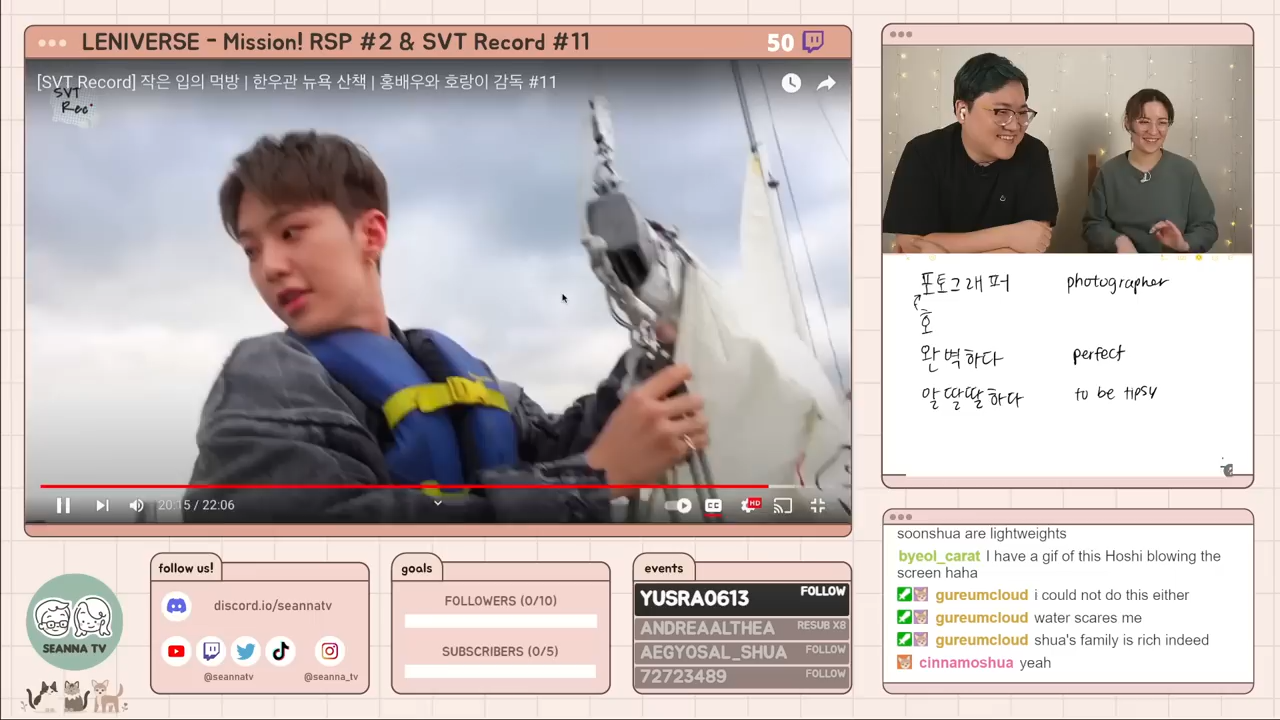 LENIVERSE - Mission! RSP #2 & SVT Record #11
50
[SVT Record] 작은 입의 먹방 | 한우관 뉴욕 산책 | 홍배우와 호랑이 감독 #11
SVT
Rec
20:15 / 22:06
CC
HD
포토그래퍼 photographer
호
완벽하다 perfect
알딸딸하다 to be tipsy
soonshua are lightweights
byeol_carat I have a gif of this Hoshi blowing the
screen haha
gureumcloud i could not do this either
gureumcloud water scares me
gureumcloud shua's family is rich indeed
cinnamoshua yeah
SEANNA TV
follow us!
discord.io/seannatv
@seannatv @seanna_tv
goals
FOLLOWERS (0/10)
SUBSCRIBERS (0/5)
events
YUSRA0613 FOLLOW
ANDREAALTHEA RESUB X8
AEGYOSAL_SHUA FOLLOW
72723489 FOLLOW